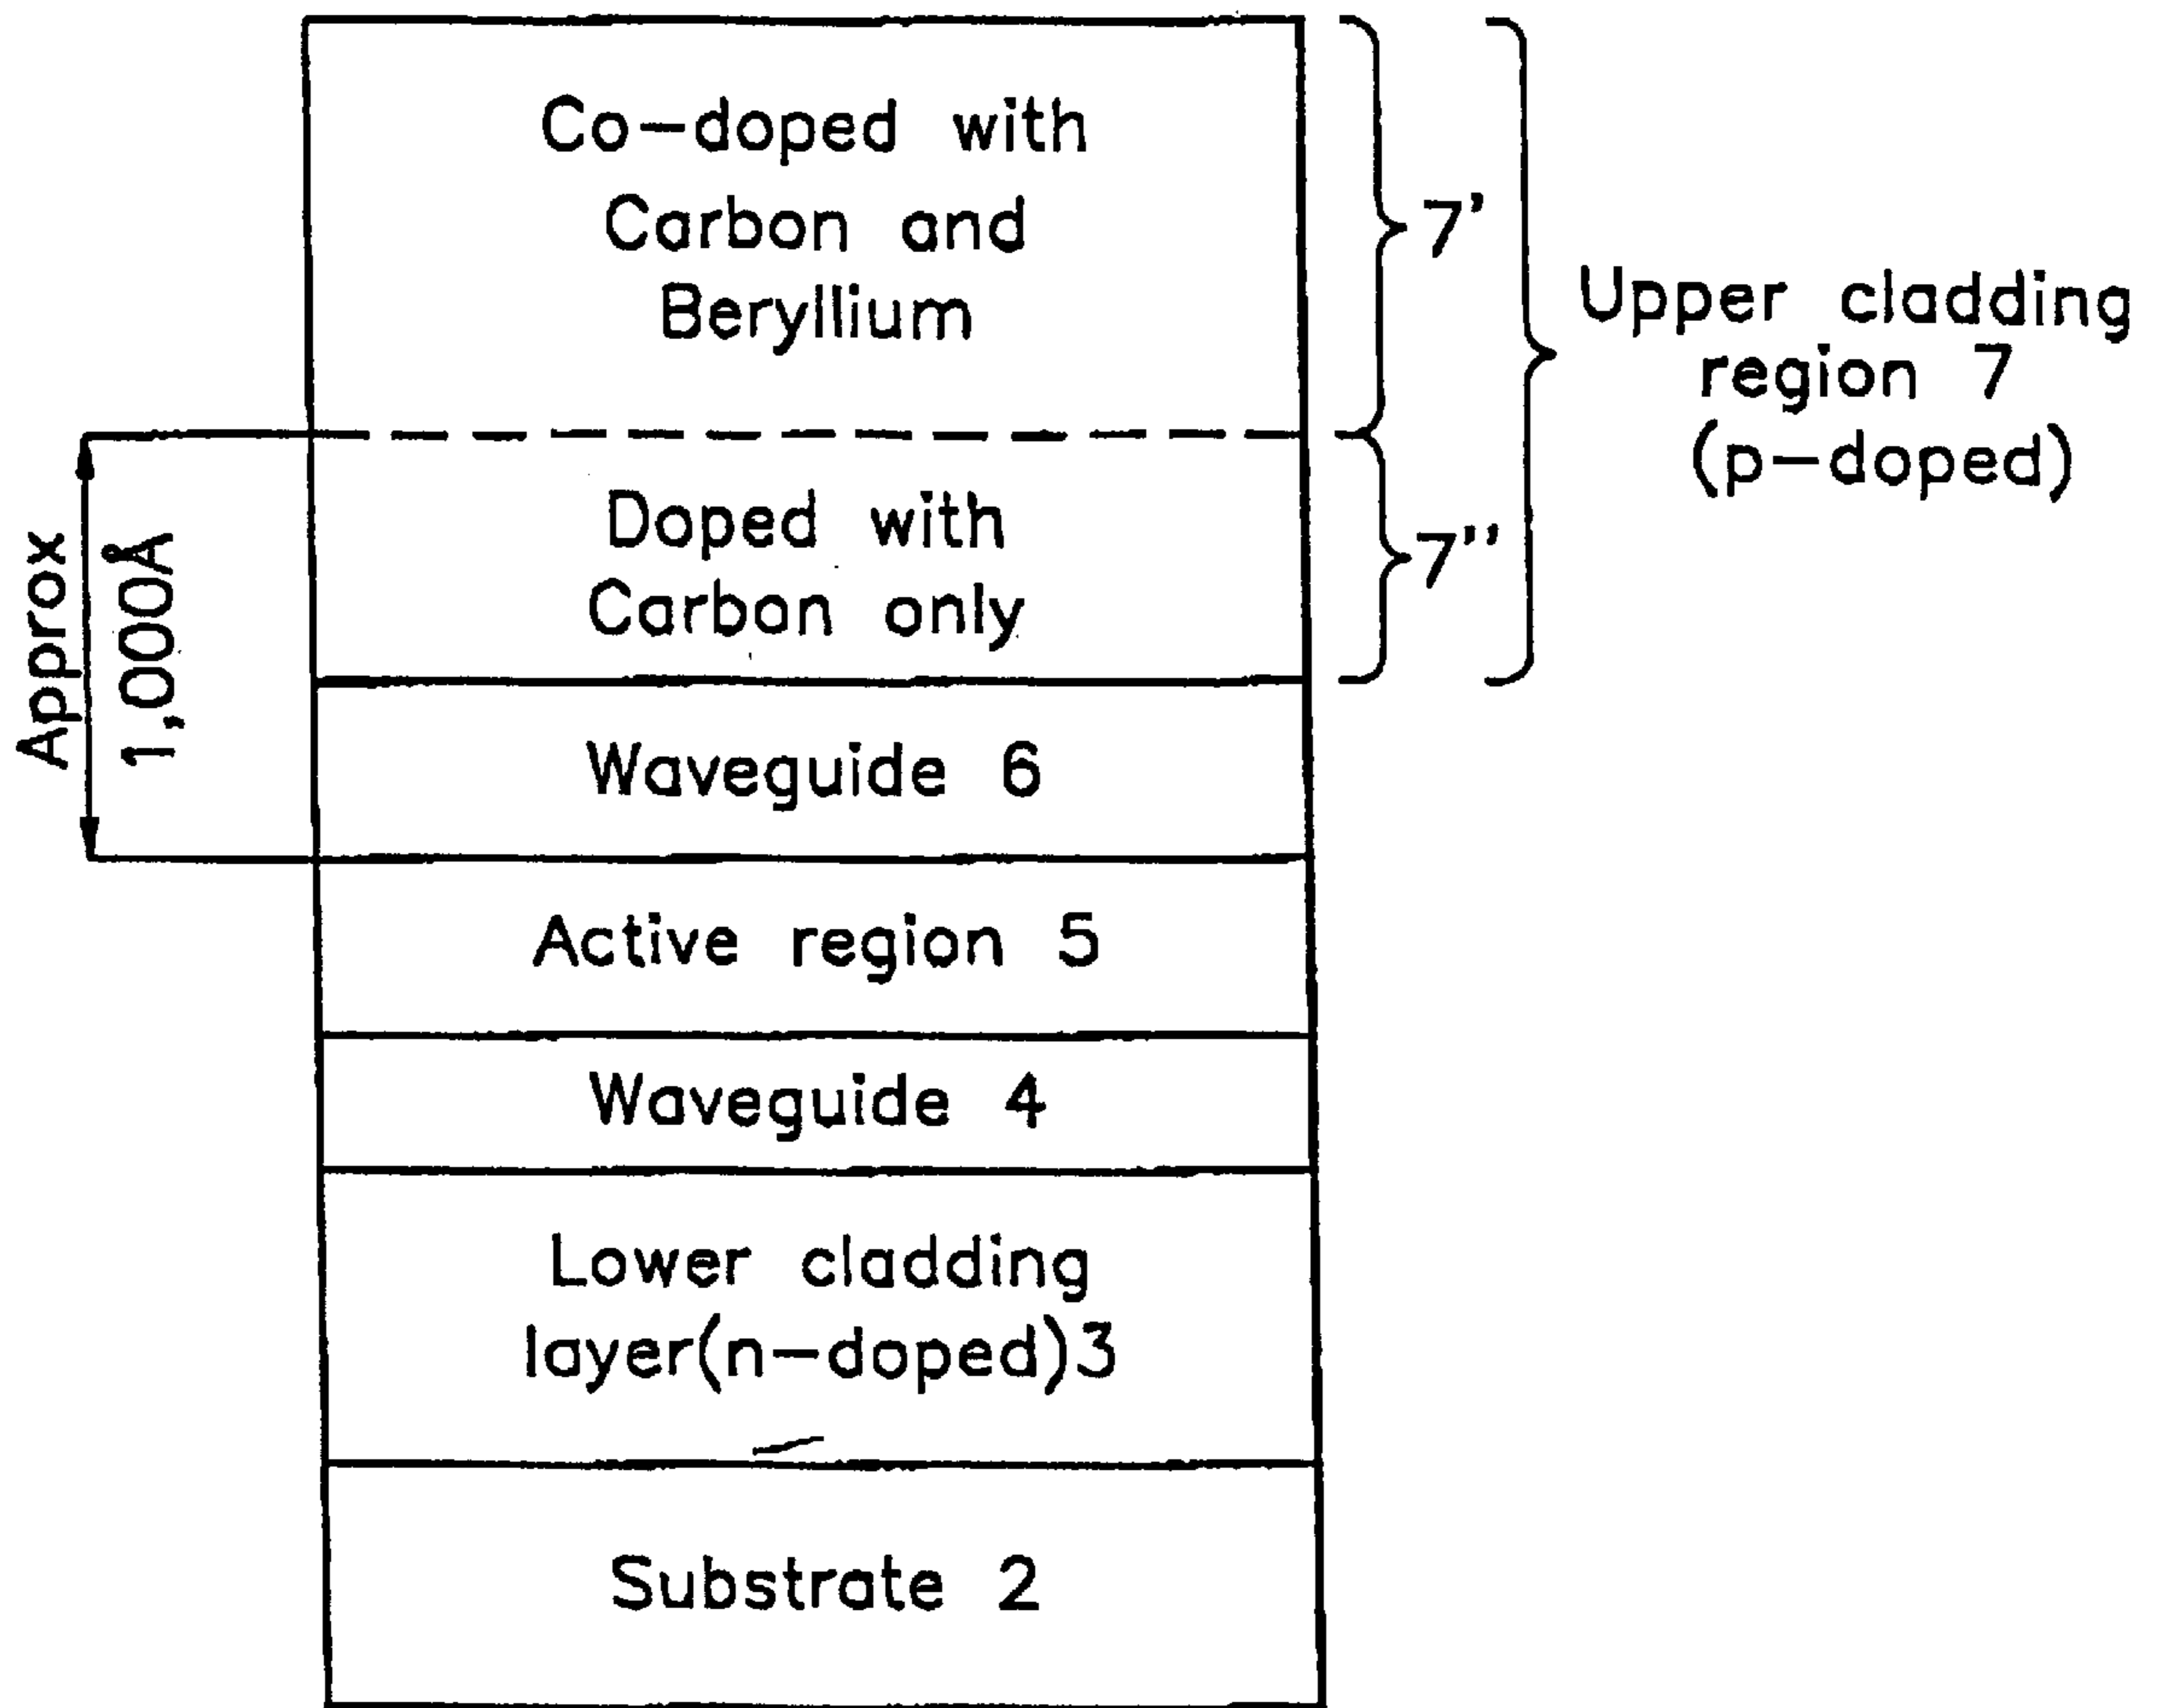 Co-doped with
Carbon and
Beryllium
7'
Upper cladding
region 7
(p-doped)
Doped with
Carbon only
7''
Approx
1,000Å
Waveguide 6
Active region 5
Waveguide 4
Lower cladding
layer(n-doped)3
Substrate 2